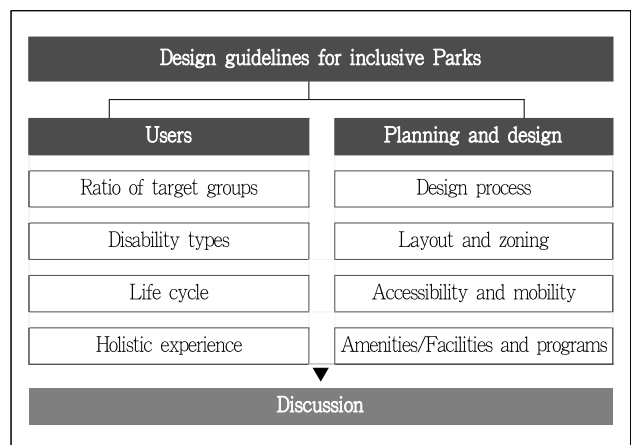 Design guidelines for inclusive Parks
Users
Ratio of target groups
Disability types
Life cycle
Holistic experience
Planning and design
Design process
Layout and zoning
Accessibility and mobility
Amenities/Facilities and programs
Discussion